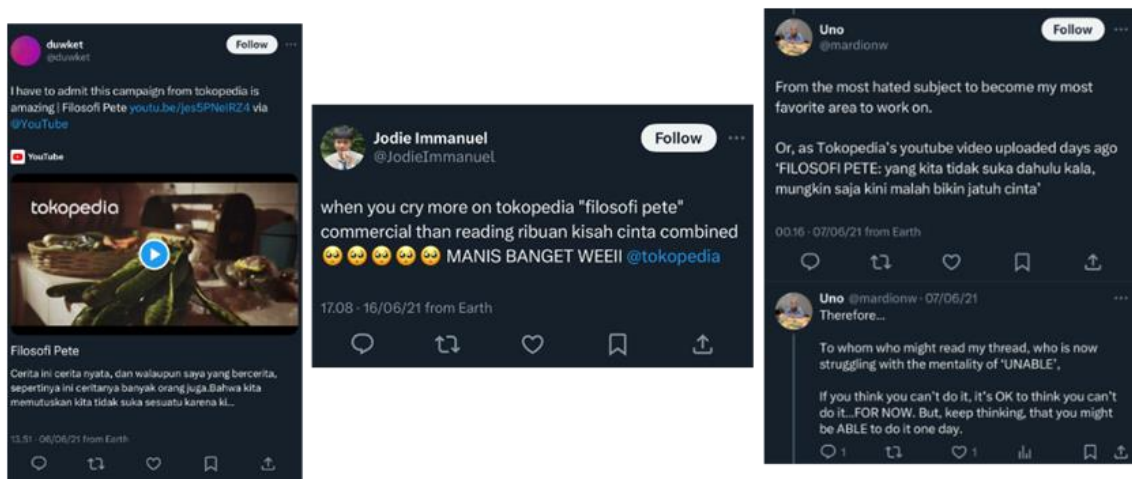 duwket
@duwket
Follow
I have to admit this campaign from tokopedia is
amazing | Filosofi Pete youtu.be/jes5PNelRZ4 via
@YouTube
YouTube
tokopedia
Filosofi Pete
Cerita ini cerita nyata, dan walaupun saya yang bercerita,
sepertinya ini ceritanya banyak orang juga.Bahwa kita
memutuskan kita tidak suka sesuatu karena ki...
13.51 · 06/06/21 from Earth
Jodie Immanuel
@JodieImmanuel
Follow
when you cry more on tokopedia "filosofi pete"
commercial than reading ribuan kisah cinta combined
🥺🥺🥺🥺🥺 MANIS BANGET WEEII @tokopedia
17.08 · 16/06/21 from Earth
Uno
@mardionw
Follow
From the most hated subject to become my most
favorite area to work on.
Or, as Tokopedia's youtube video uploaded days ago
'FILOSOFI PETE: yang kita tidak suka dahulu kala,
mungkin saja kini malah bikin jatuh cinta'
00.16 · 07/06/21 from Earth
Uno @mardionw · 07/06/21
Therefore...
To whom who might read my thread, who is now
struggling with the mentality of 'UNABLE',
If you think you can't do it, it's OK to think you can't
do it...FOR NOW. But, keep thinking, that you might
be ABLE to do it one day.
1
1